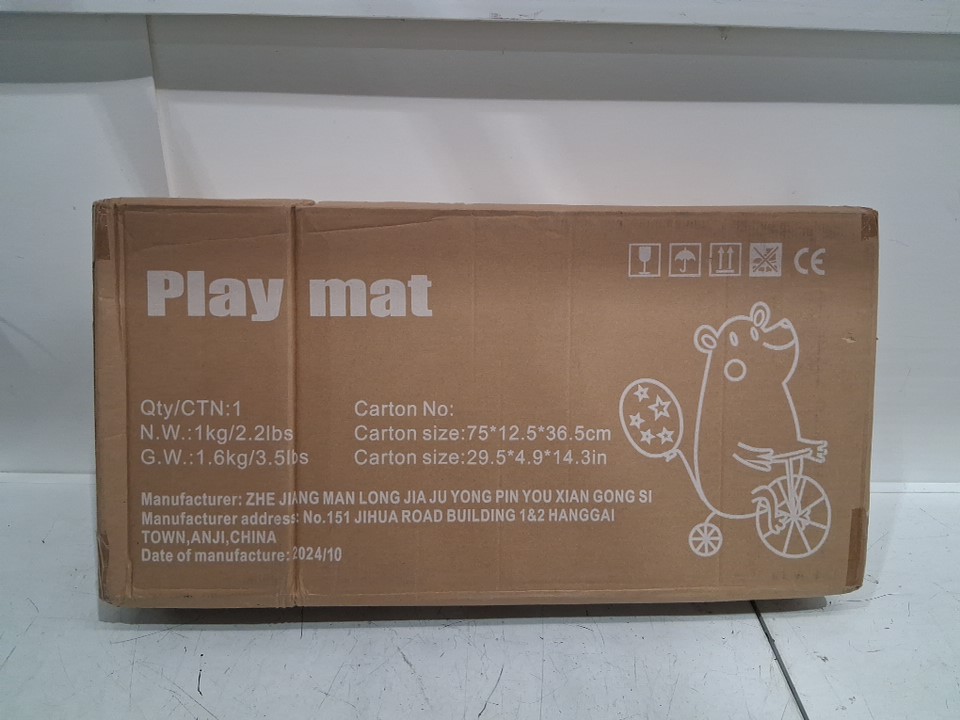 Play mat
CE
Qty/CTN:1
N.W.:1kg/2.2lbs
G.W.:1.6kg/3.5lbs
Carton No:
Carton size:75*12.5*36.5cm
Carton size:29.5*4.9*14.3in
Manufacturer: ZHE JIANG MAN LONG JIA JU YONG PIN YOU XIAN GONG SI
Manufacturer address: No.151 JIHUA ROAD BUILDING 1&2 HANGGAI
TOWN,ANJI,CHINA
Date of manufacture:2024/10